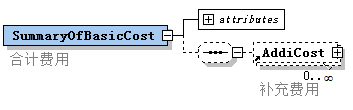 attributes
SummaryOfBasicCost
合计费用
AddiCost
0..∞
补充费用